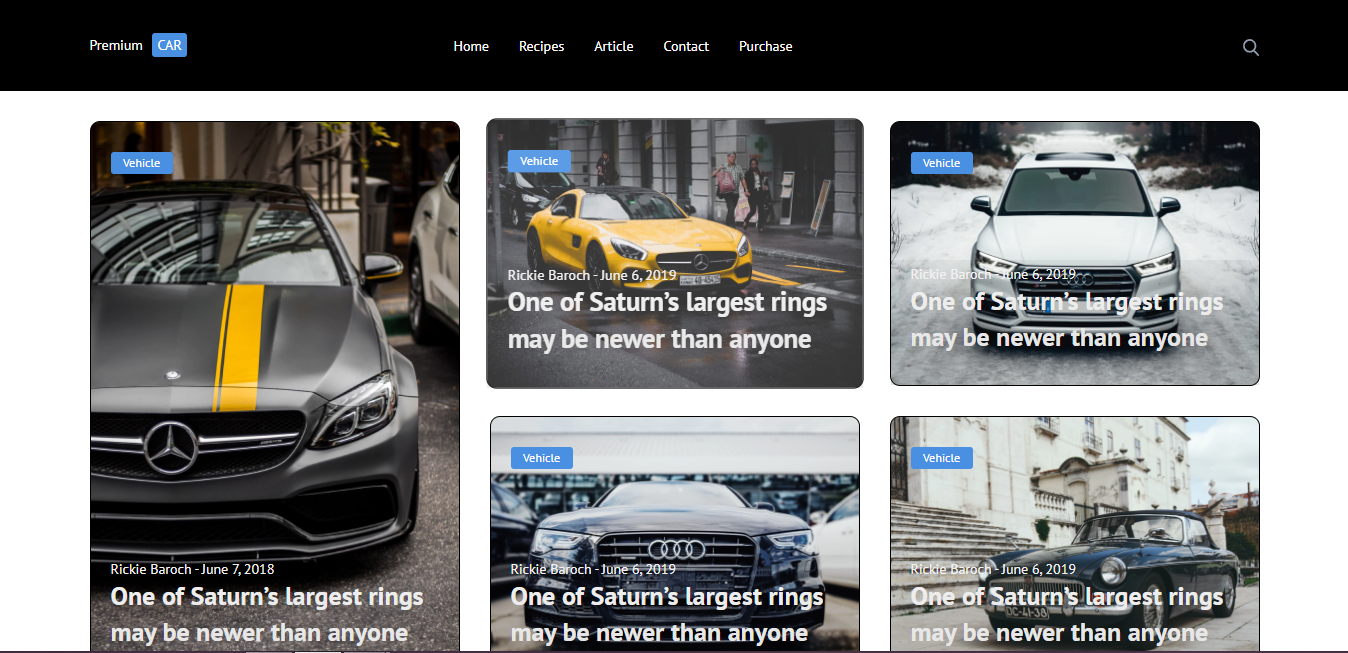 Premium CAR
Home Recipes Article Contact Purchase
Vehicle
Rickie Baroch - June 7, 2018
One of Saturn’s largest rings
may be newer than anyone
Vehicle
Rickie Baroch - June 6, 2019
One of Saturn’s largest rings
may be newer than anyone
Vehicle
Rickie Baroch - June 6, 2019
One of Saturn’s largest rings
may be newer than anyone
Vehicle
Rickie Baroch - June 6, 2019
One of Saturn’s largest rings
may be newer than anyone
Vehicle
Rickie Baroch - June 6, 2019
One of Saturn’s largest rings
may be newer than anyone
DC-41-38